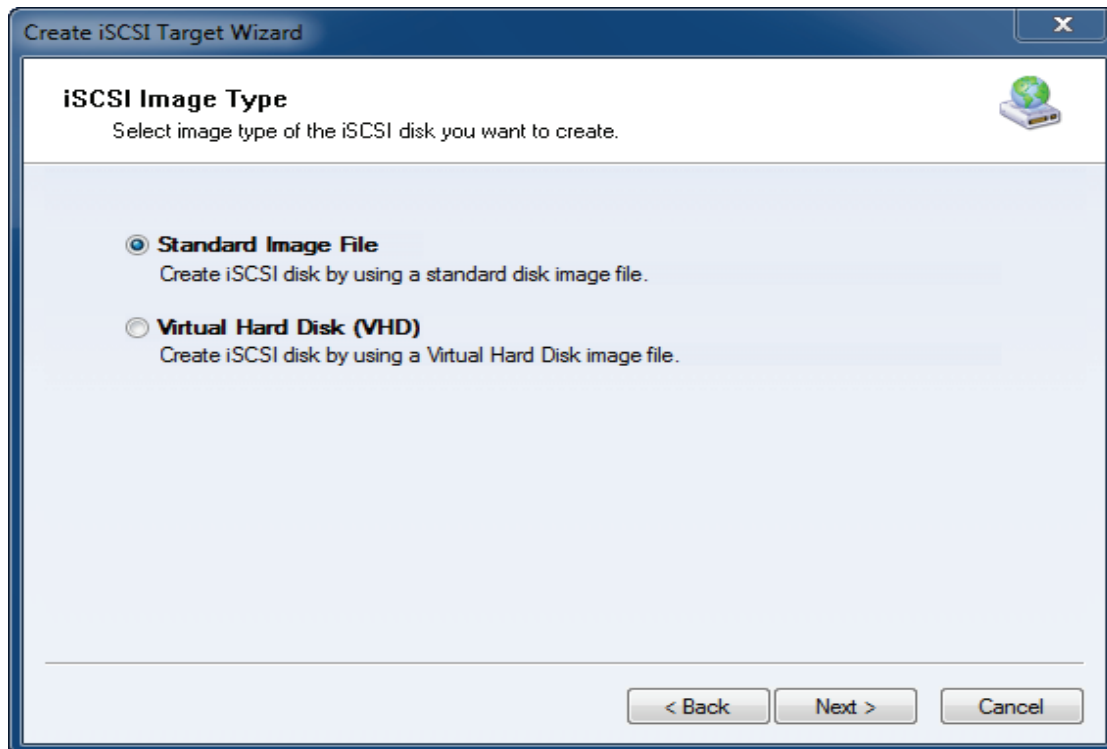 Create iSCSI Target Wizard
iSCSI Image Type
Select image type of the iSCSI disk you want to create.
Standard Image File
Create iSCSI disk by using a standard disk image file.
Virtual Hard Disk (VHD)
Create iSCSI disk by using a Virtual Hard Disk image file.
< Back Next > Cancel